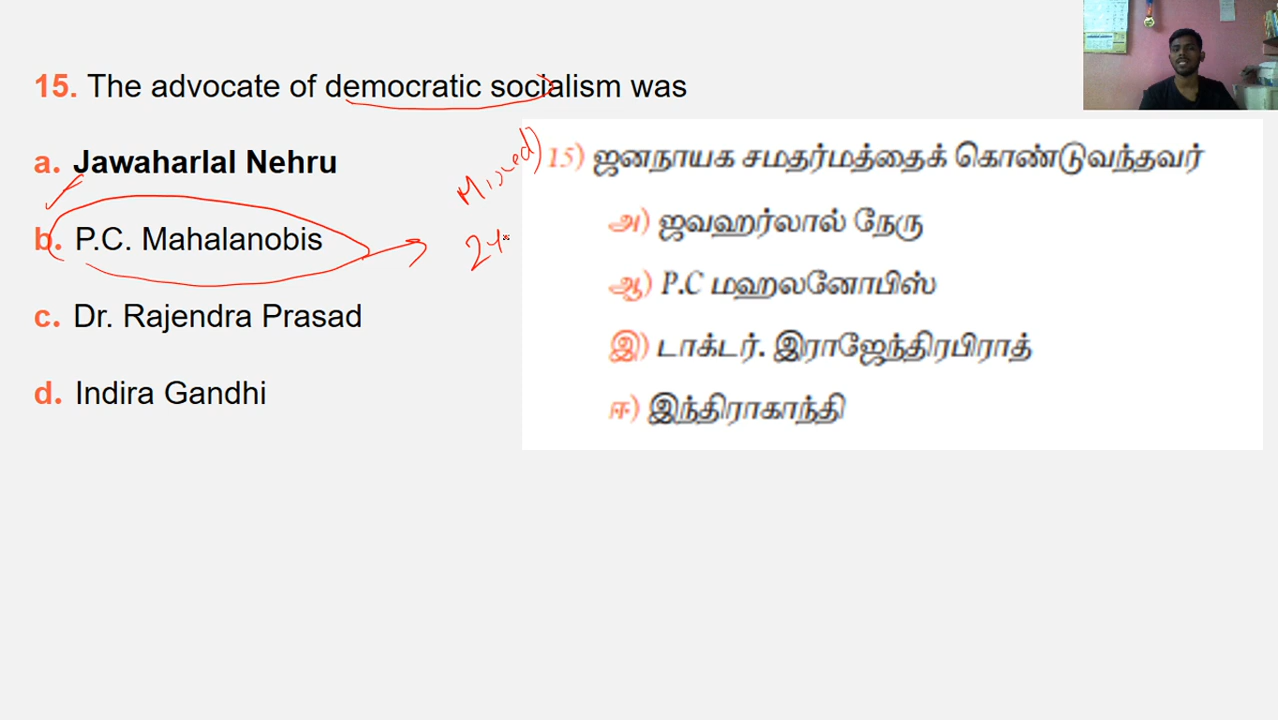 15. The advocate of democratic socialism was
a. Jawaharlal Nehru
b. P.C. Mahalanobis
c. Dr. Rajendra Prasad
d. Indira Gandhi
Mixed)
15) ஜனநாயக சமதர்மத்தைக் கொண்டுவந்தவர்
அ) ஜவஹர்லால் நேரு
ஆ) P.C மஹலனோபிஸ்
இ) டாக்டர். இராஜேந்திரபிராத்
ஈ) இந்திராகாந்தி